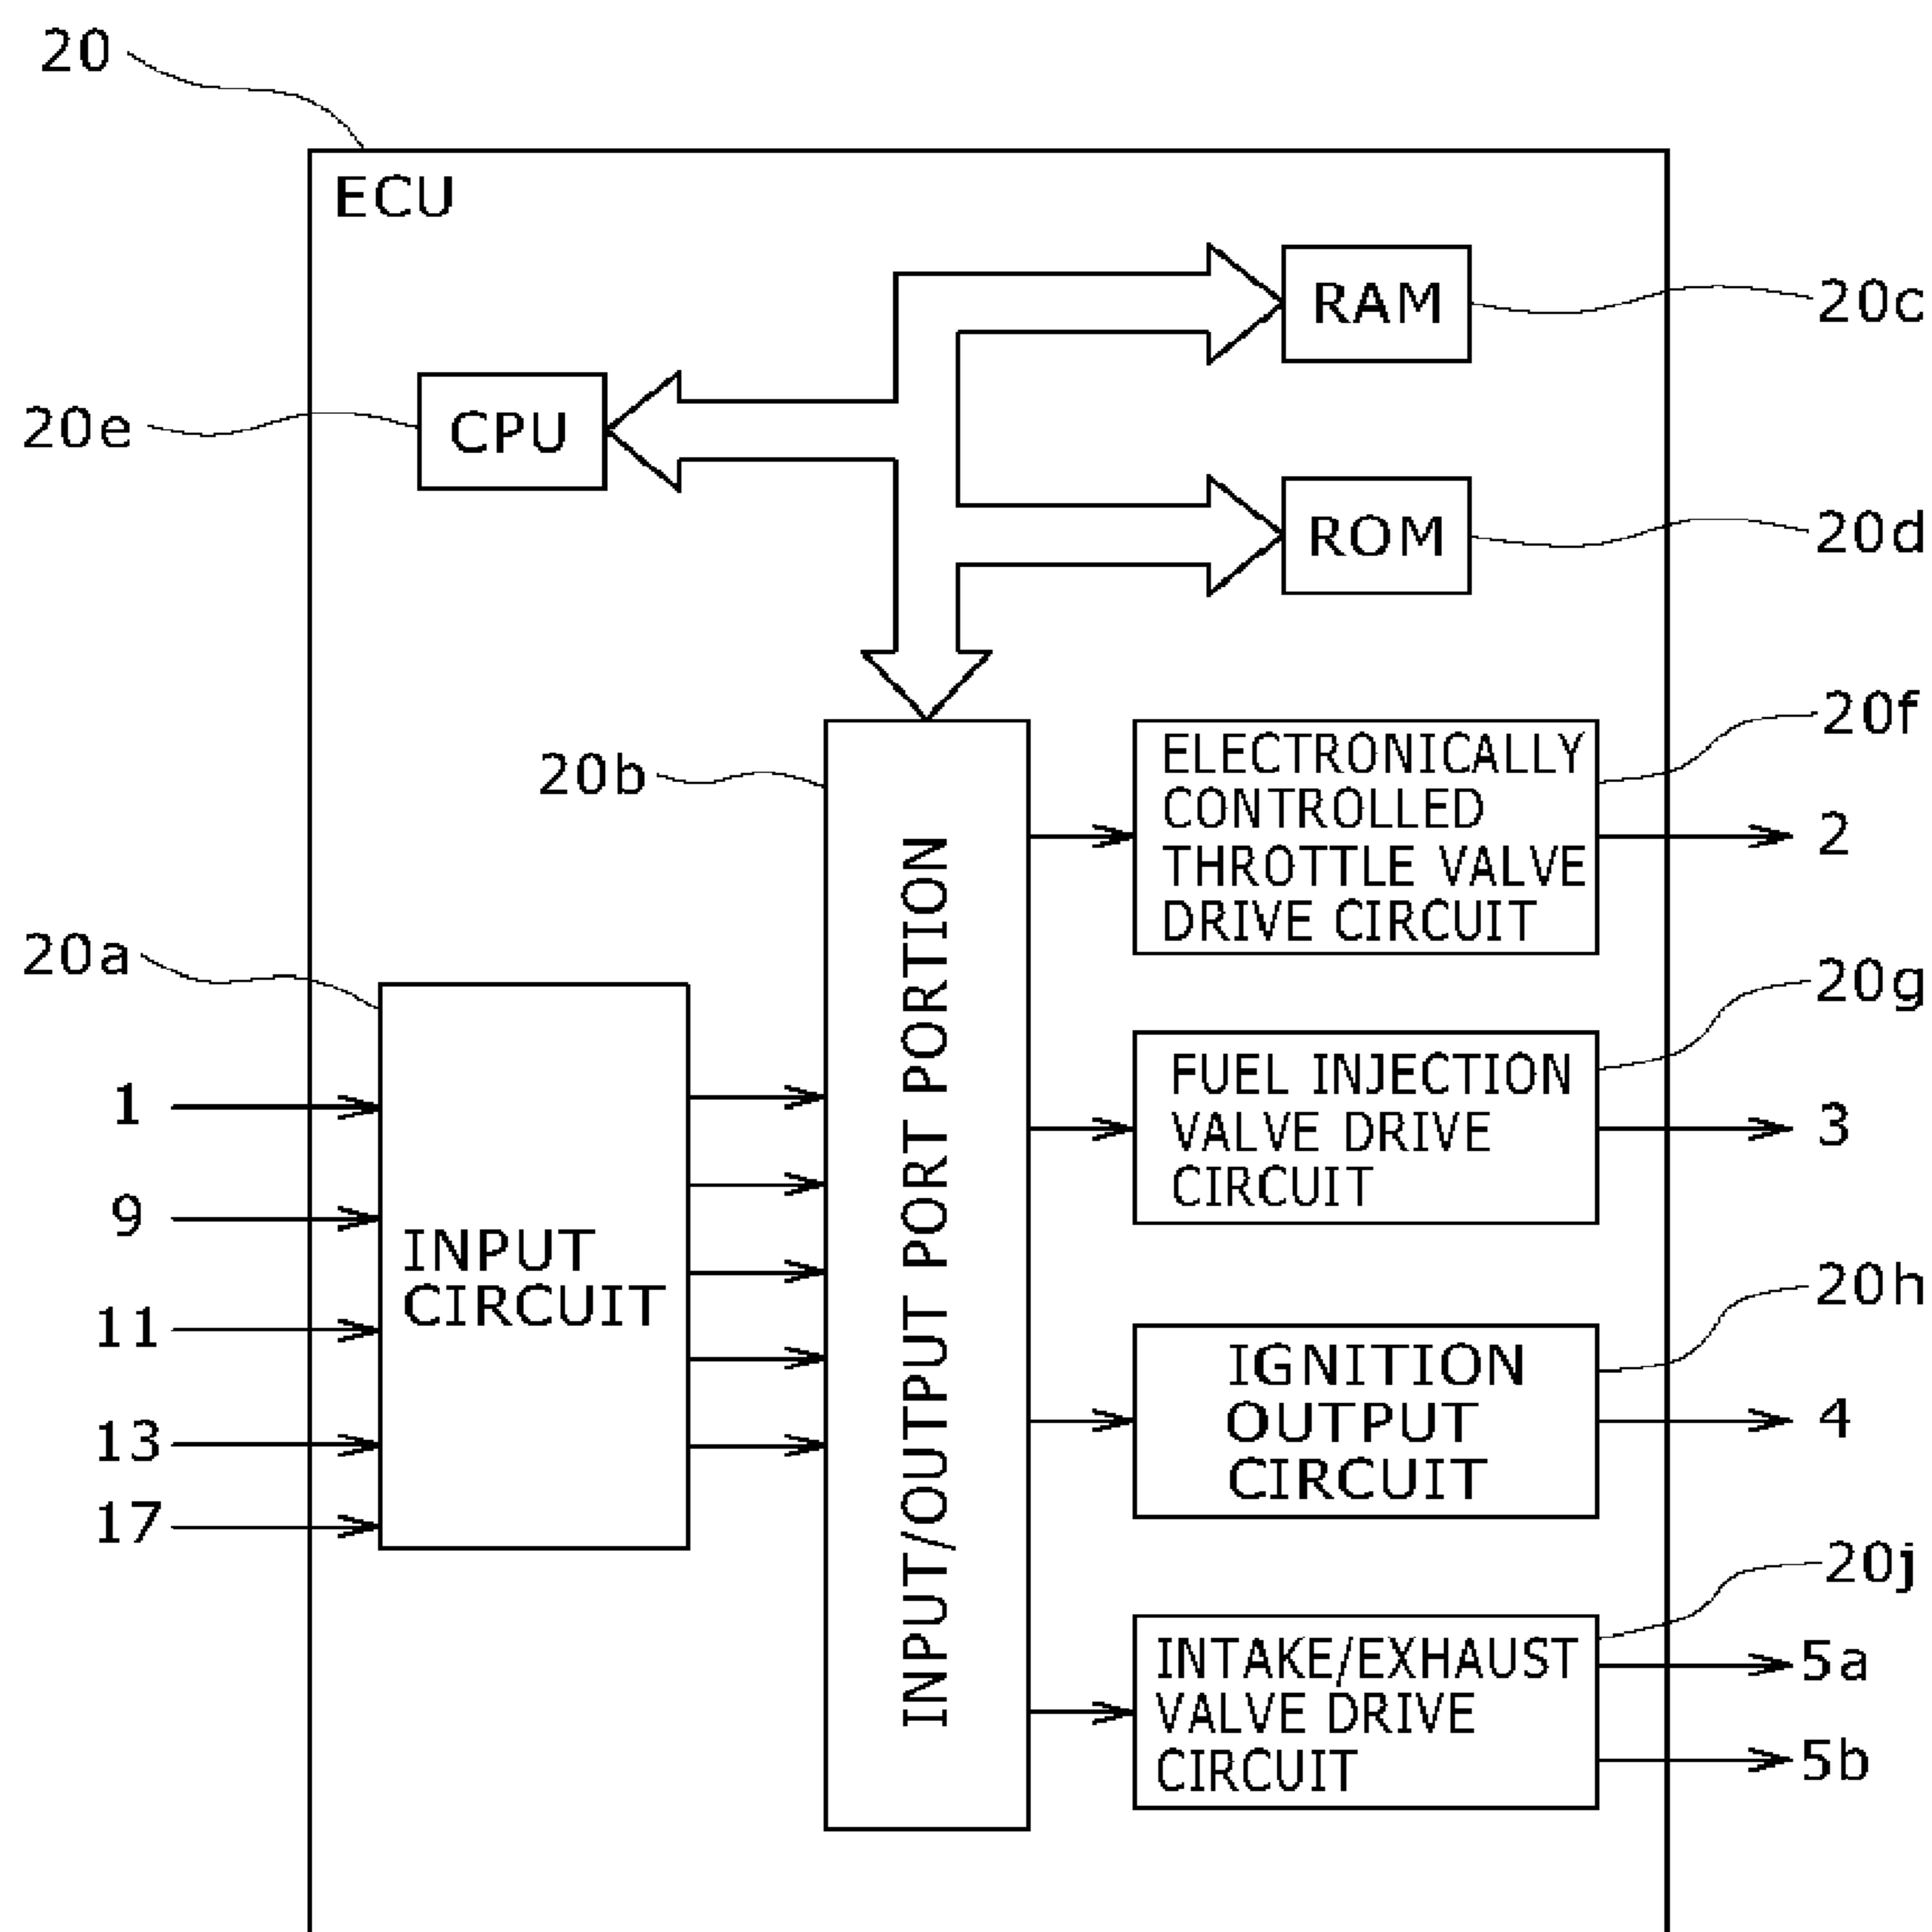 20
ECU
RAM
20c
20e
CPU
ROM
20d
20b
INPUT/OUTPUT PORT PORTION
ELECTRONICALLY
CONTROLLED
THROTTLE VALVE
DRIVE CIRCUIT
20f
2
20a
INPUT
CIRCUIT
1
9
11
13
17
FUEL INJECTION
VALVE DRIVE
CIRCUIT
20g
3
IGNITION
OUTPUT
CIRCUIT
20h
4
INTAKE/EXHAUST
VALVE DRIVE
CIRCUIT
20j
5a
5b